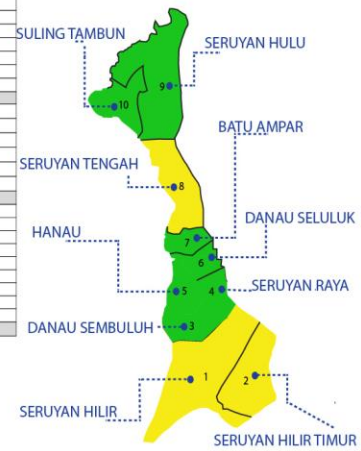 SULING TAMBUN
SERUYAN HULU
9
10
BATU AMPAR
SERUYAN TENGAH
8
DANAU SELULUK
HANAU
7
6
SERUYAN RAYA
5
4
DANAU SEMBULUH
3
1
2
SERUYAN HILIR
SERUYAN HILIR TIMUR